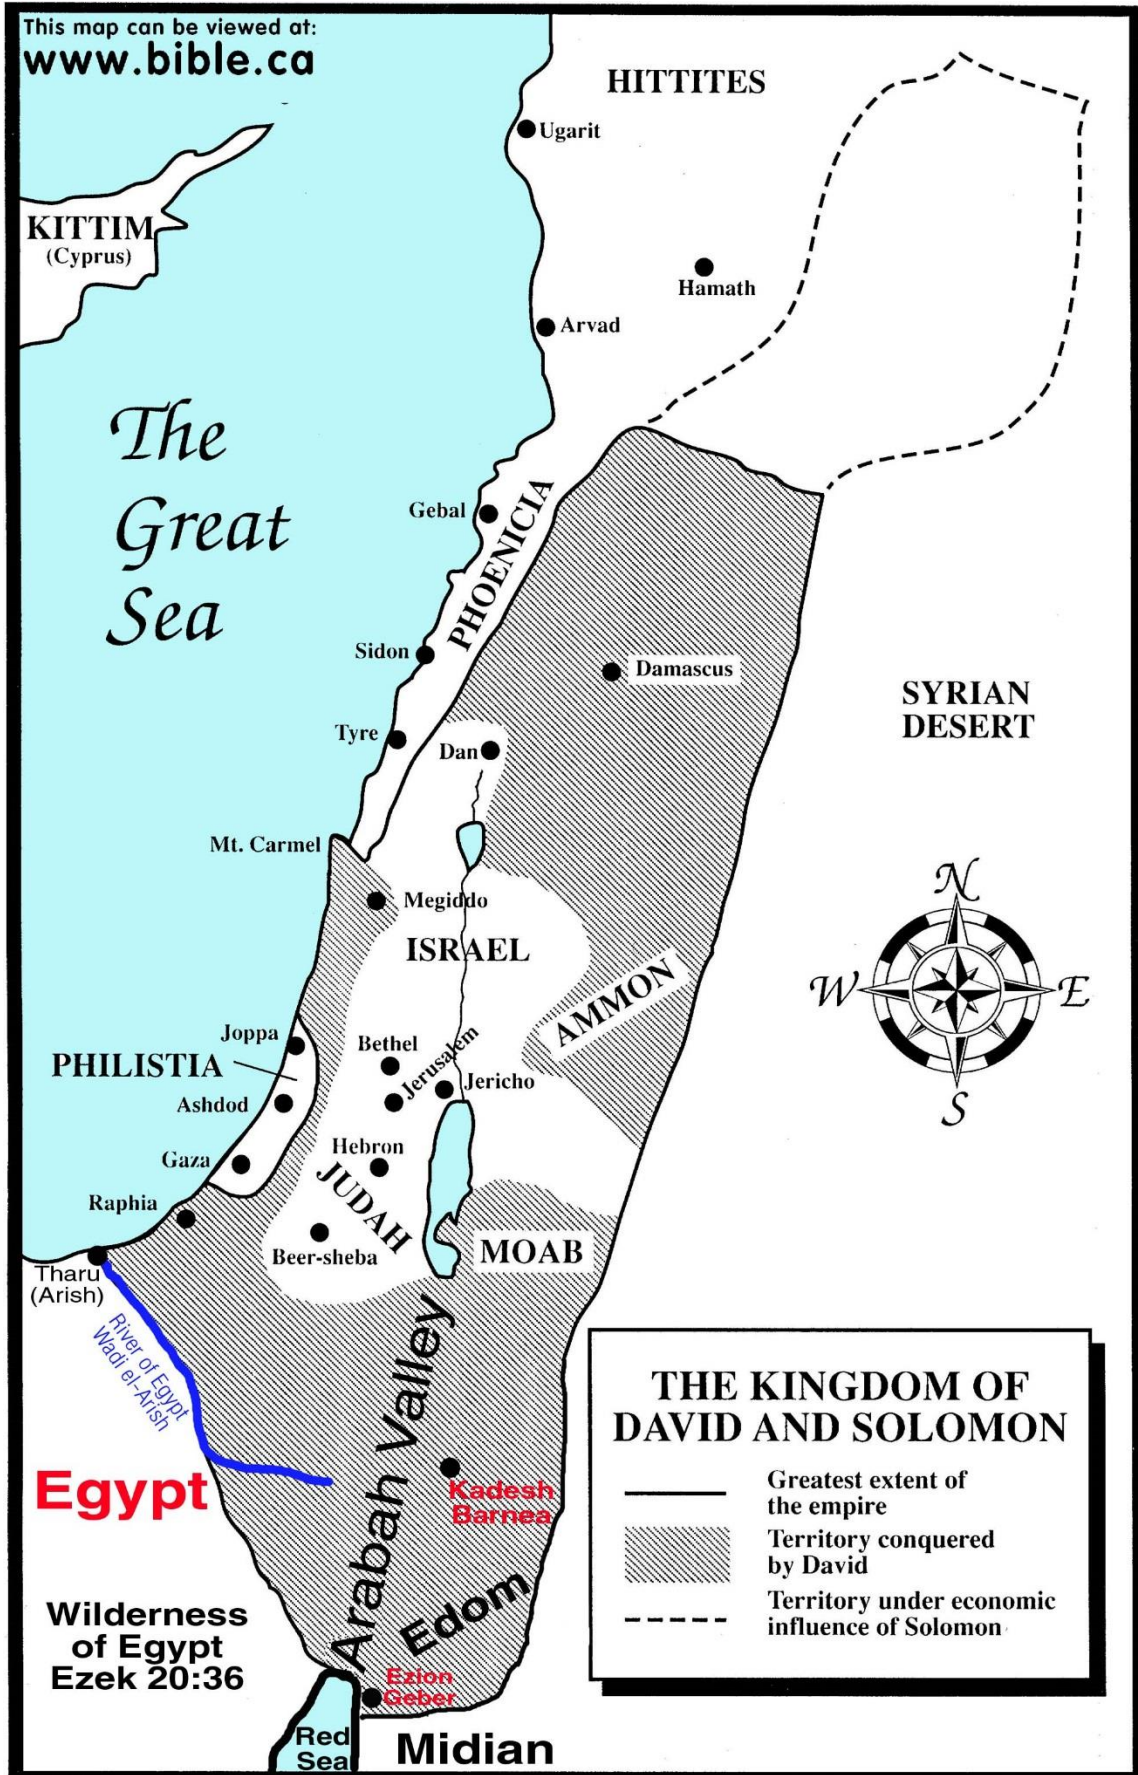 This map can be viewed at:
www.bible.ca
HITTITES
Ugarit
KITTIM
(Cyprus)
Hamath
Arvad
The
Great
Sea
Gebal
PHOENICIA
Sidon
Damascus
SYRIAN
DESERT
Tyre
Dan
Mt. Carmel
Megiddo
ISRAEL
N
W
E
S
AMMON
Joppa
Bethel
PHILISTIA
Jerusalem
Jericho
Ashdod
Hebron
Gaza
JUDAH
Raphia
Beer-sheba
MOAB
Tharu
(Arish)
River of Egypt
Wadi el-Arish
Arabah Valley
Egypt
Kadesh
Barnea
Edom
Wilderness
of Egypt
Ezek 20:36
Ezion
Geber
Red
Sea
Midian
THE KINGDOM OF
DAVID AND SOLOMON
Greatest extent of
the empire
Territory conquered
by David
Territory under economic
influence of Solomon